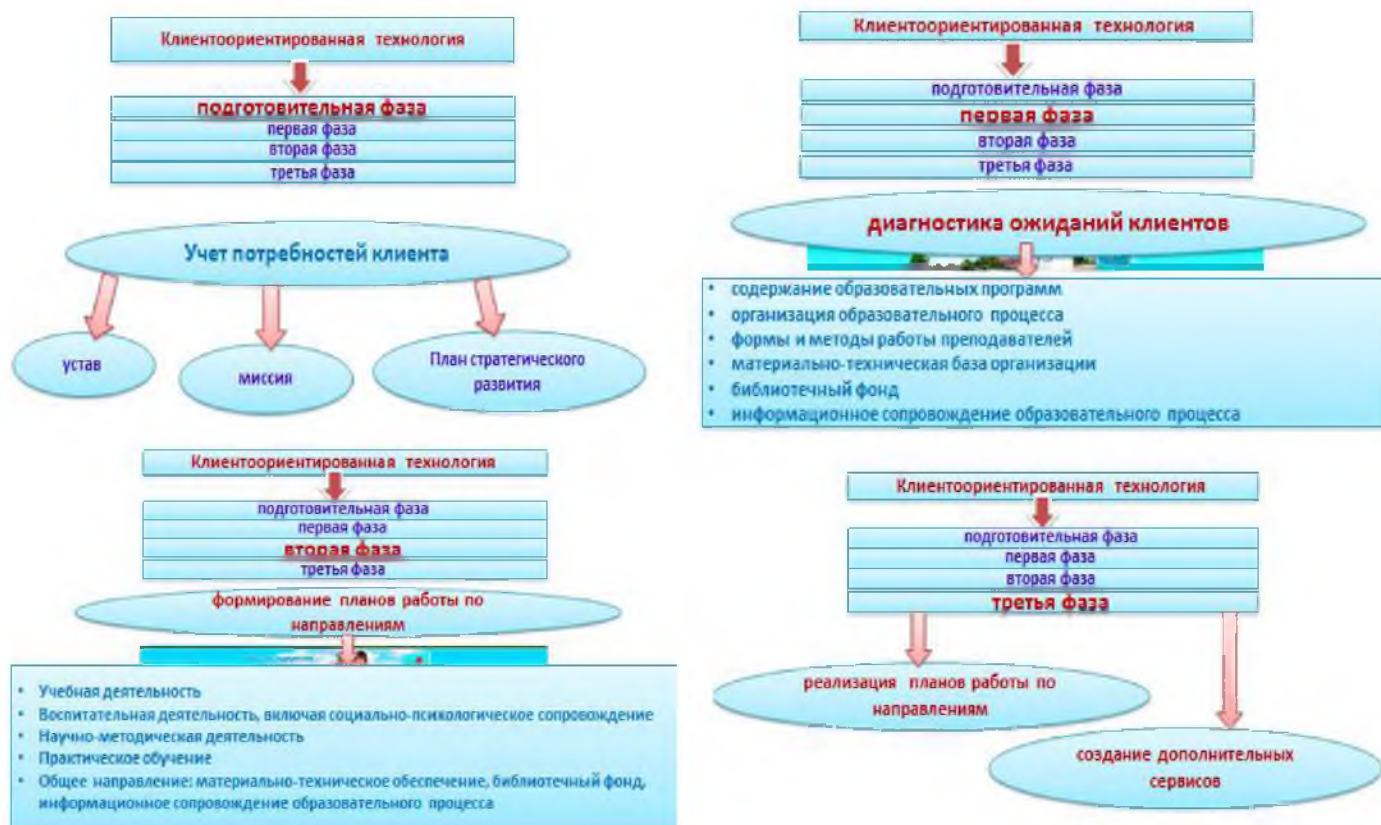 Клиентоориентированная технология
подготовительная фаза
первая фаза
вторая фаза
третья фаза
Учет потребностей клиента
устав
миссия
План стратегического
развития
Клиентоориентированная технология
подготовительная фаза
первая фаза
вторая фаза
третья фаза
диагностика ожиданий клиентов
• содержание образовательных программ
• организация образовательного процесса
• формы и методы работы преподавателей
• материально-техническая база организации
• библиотечный фонд
• информационное сопровождение образовательного процесса
Клиентоориентированная технология
подготовительная фаза
первая фаза
вторая фаза
третья фаза
формирование планов работы по
направлениям
• Учебная деятельность
• Воспитательная деятельность, включая социально-психологическое сопровождение
• Научно-методическая деятельность
• Практическое обучение
• Общее направление: материально-техническое обеспечение, библиотечный фонд,
информационное сопровождение образовательного процесса
Клиентоориентированная технология
подготовительная фаза
первая фаза
вторая фаза
третья фаза
реализация планов работы по
направлениям
создание дополнительных
сервисов